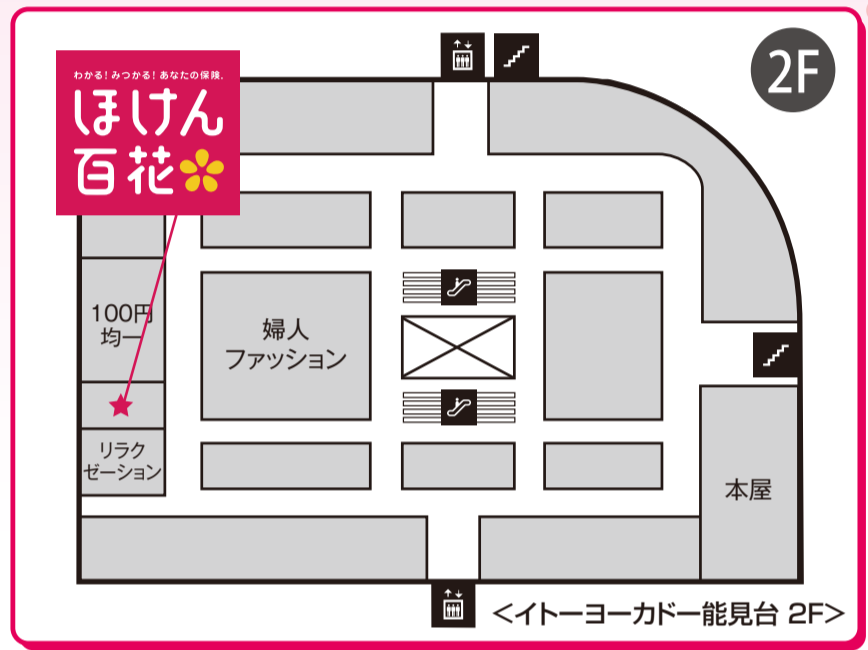 わかる!みつかる!あなたの保険.
ほけん
百花
2F
100円
均一
婦人
ファッション
リラク
ゼーション
本屋
<イトーヨーカドー能見台 2F>